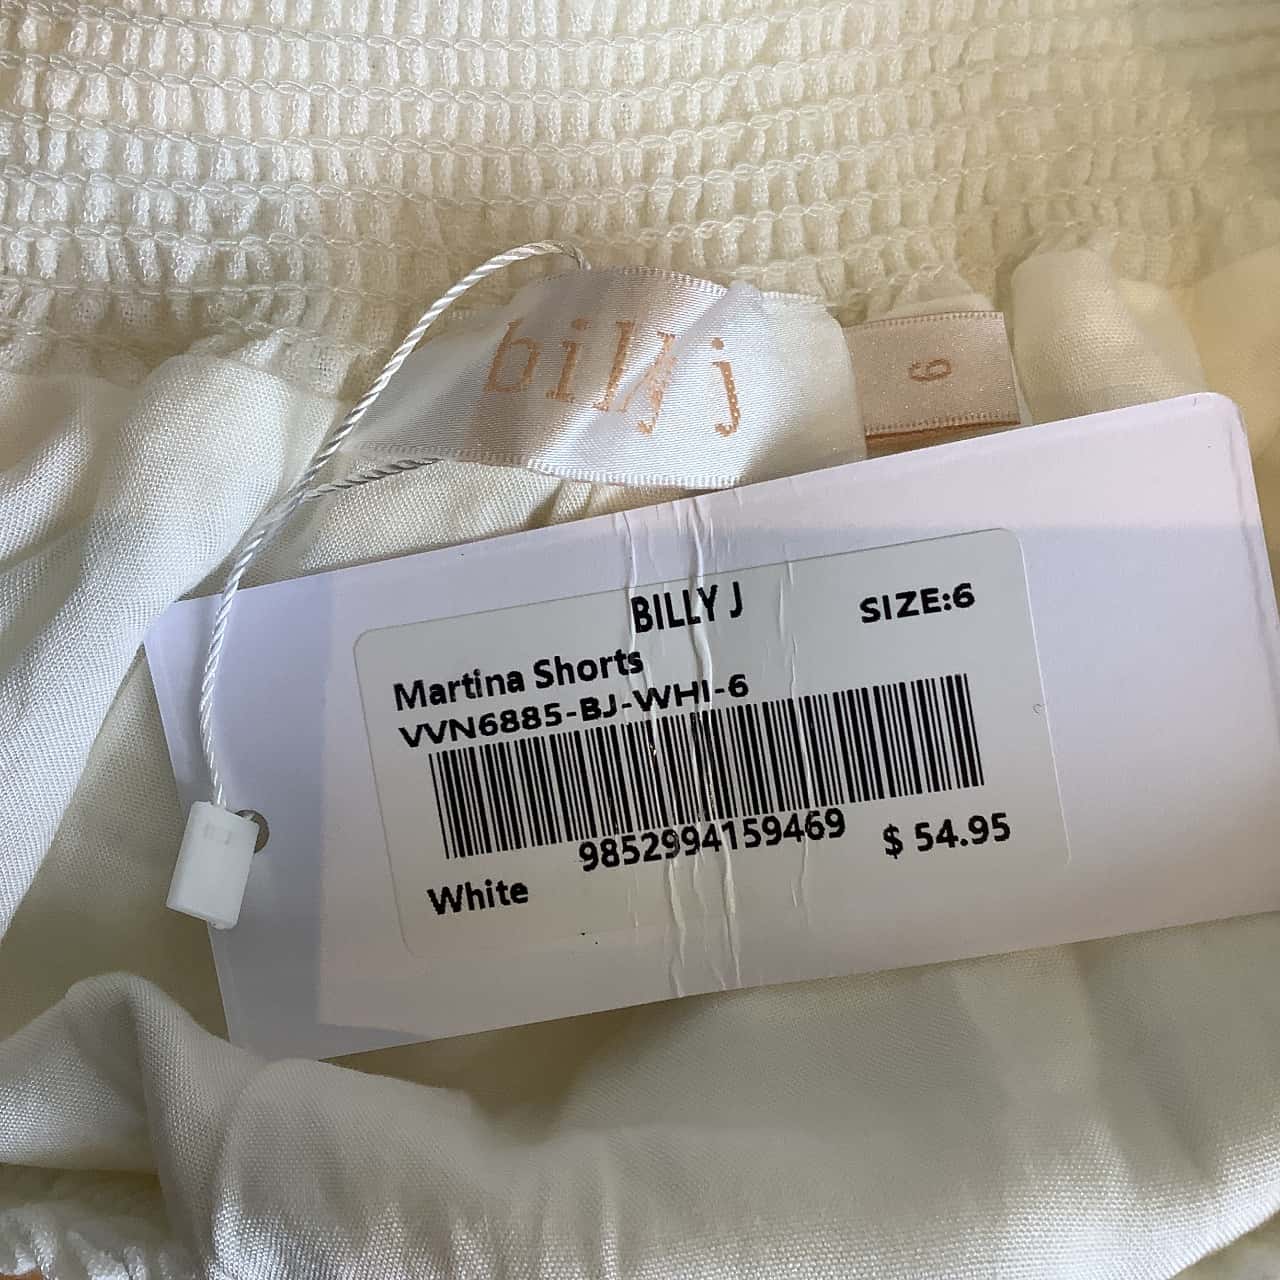 billy j
6
BILLY J
SIZE:6
Martina Shorts
VVN6885-BJ-WHI-6
9852994159469
$ 54.95
White